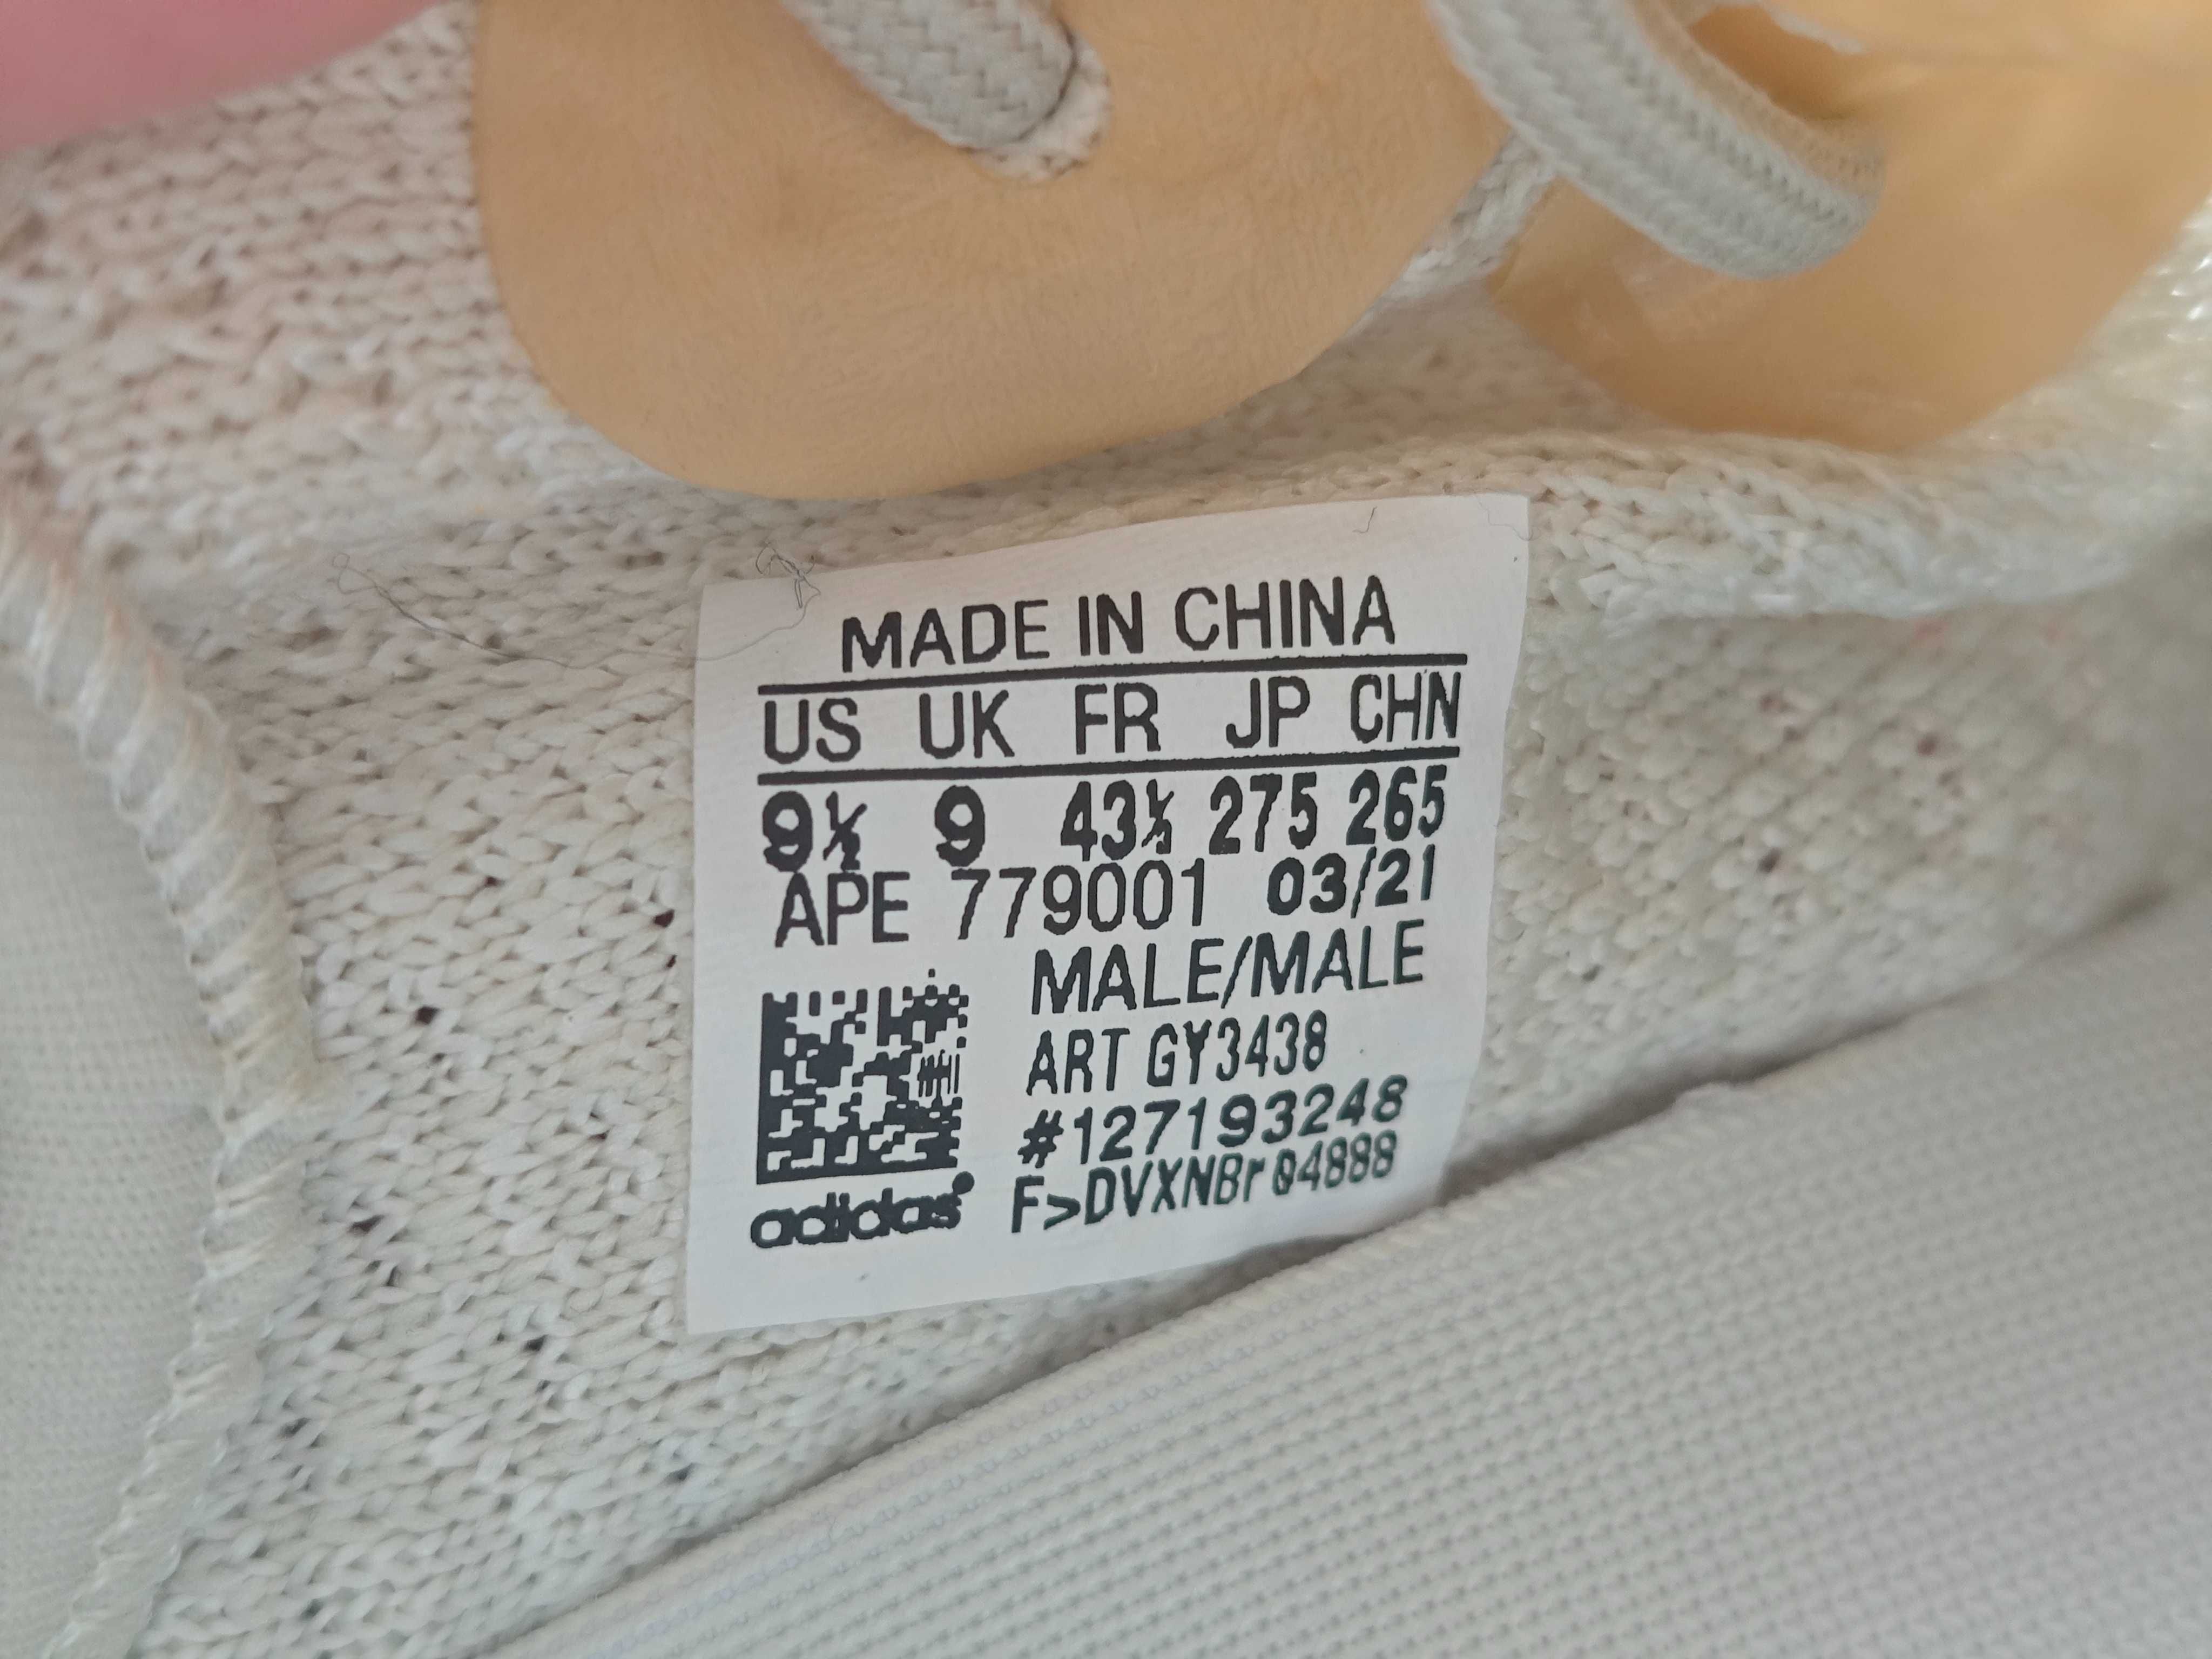 MADE IN CHINA
US UK FR JP CHN
9½ 9 43⅓ 275 265
APE 779001 03/21
MALE/MALE
ART GY3438
#127193248
F>DVXNBr04888
adidas®